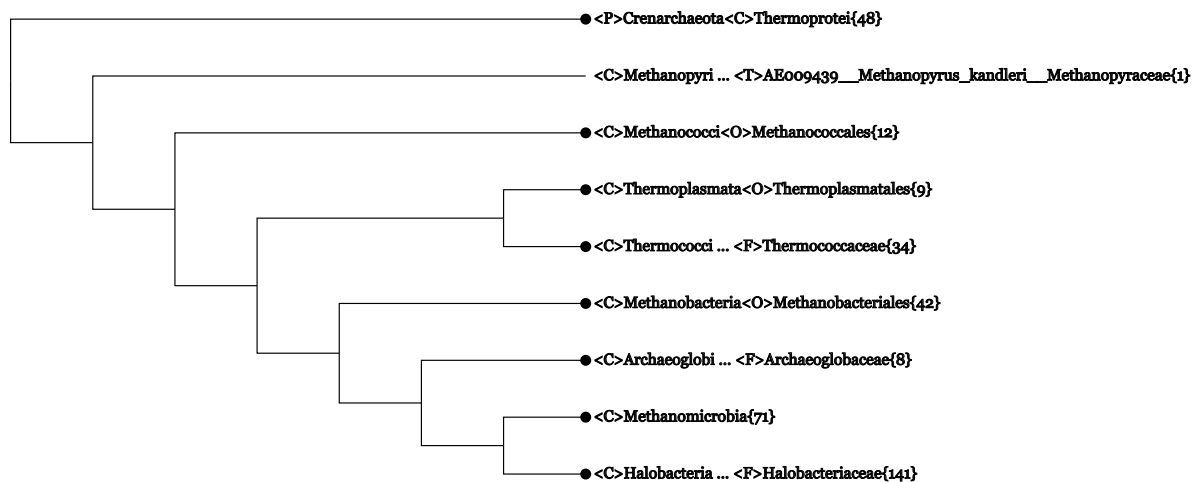 <P>Crenarchaeota<C>Thermoprotei{48}
<C>Methanopyri ... <T>AE009439__Methanopyrus_kandleri__Methanopyraceae{1}
<C>Methanococci<O>Methanococcales{12}
<C>Thermoplasmata<O>Thermoplasmatales{9}
<C>Thermococci ... <F>Thermococcaceae{34}
<C>Methanobacteria<O>Methanobacteriales{42}
<C>Archaeoglobi ... <F>Archaeoglobaceae{8}
<C>Methanomicrobia{71}
<C>Halobacteria ... <F>Halobacteriaceae{141}